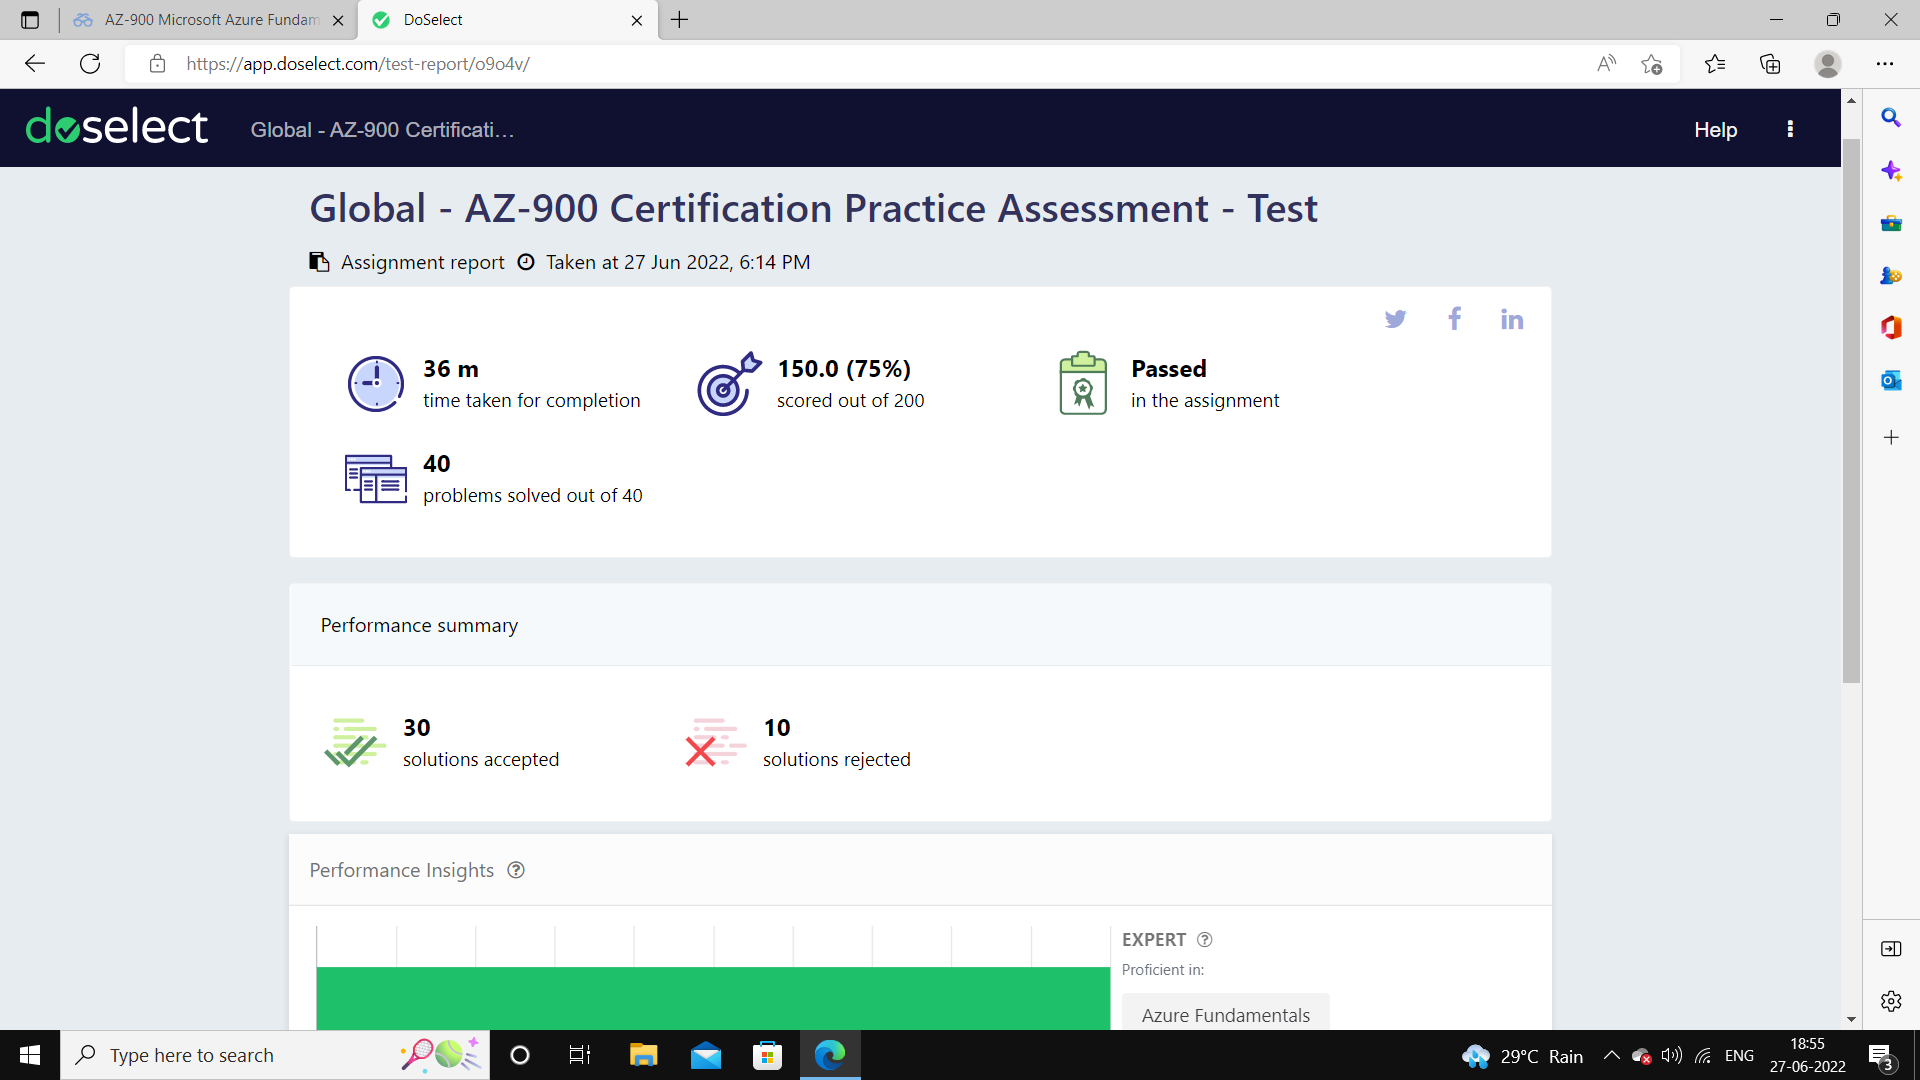 AZ-900 Microsoft Azure Fundam
DoSelect
https://app.doselect.com/test-report/o9o4v/
doselect
Global - AZ-900 Certificati...
Help
Global - AZ-900 Certification Practice Assessment - Test
Assignment report
Taken at 27 Jun 2022, 6:14 PM
36 m
time taken for completion
150.0 (75%)
scored out of 200
Passed
in the assignment
40
problems solved out of 40
Performance summary
30
solutions accepted
10
solutions rejected
Performance Insights
EXPERT
Proficient in:
Azure Fundamentals
Type here to search
29°C Rain
ENG
18:55
27-06-2022
3